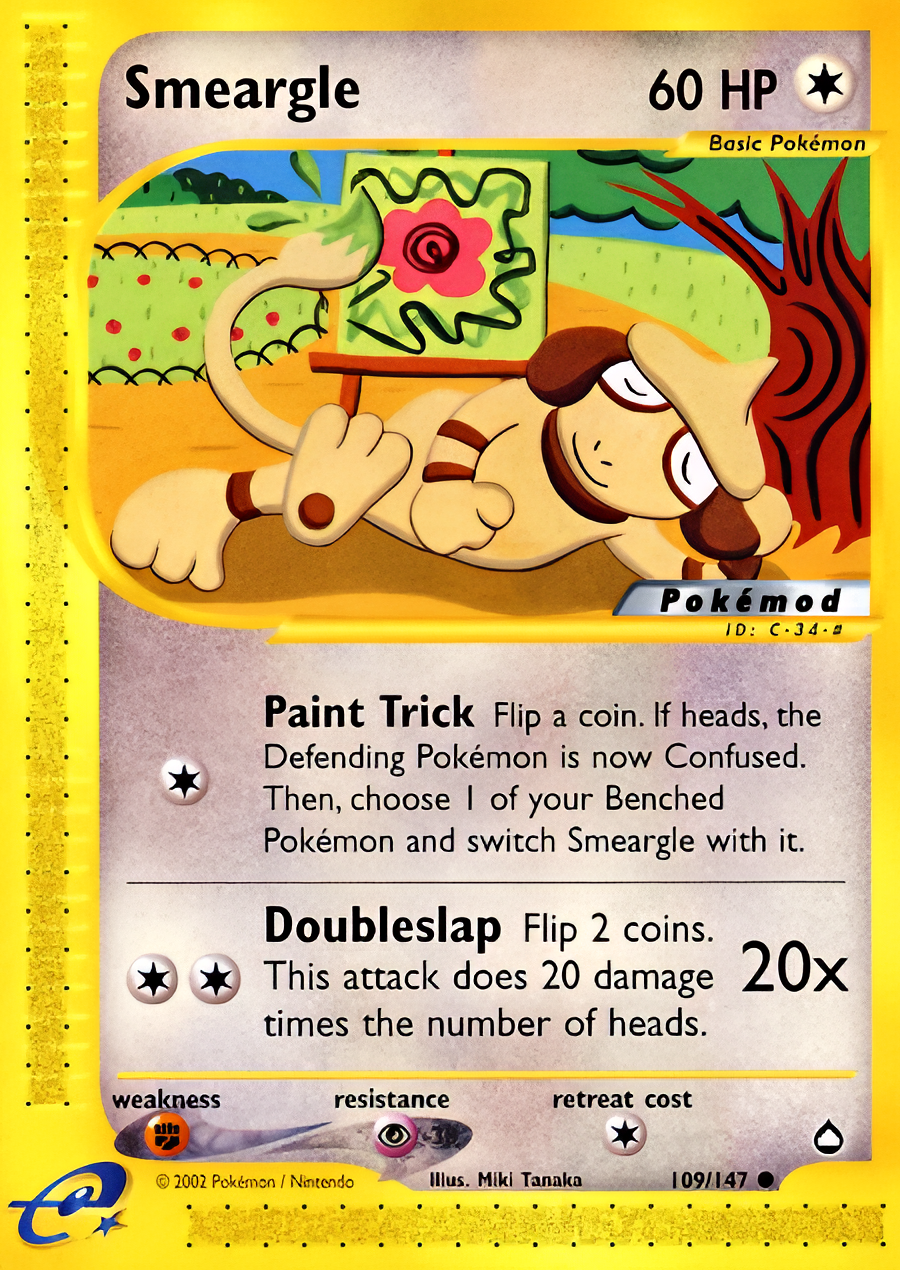 Smeargle 60 HP
Basic Pokémon
Pokémod
ID: C-34-#
Paint Trick Flip a coin. If heads, the
Defending Pokémon is now Confused.
Then, choose 1 of your Benched
Pokémon and switch Smeargle with it.
Doubleslap Flip 2 coins.
This attack does 20 damage 20x
times the number of heads.
weakness resistance retreat cost
-30
© 2002 Pokémon / Nintendo Illus. Miki Tanaka 109/147